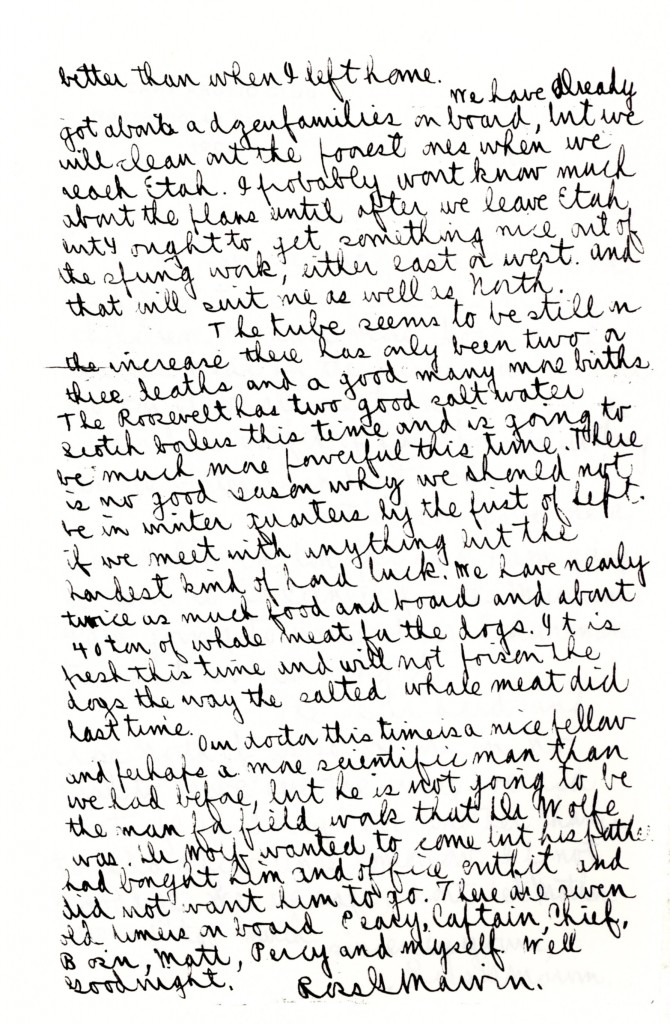 better than when I left home.
We have already
got about a dozen families on board, but we
will clean out the poorest ones when we
reach Etah. I probably wont know much
about the plans until after we leave Etah,
but I ought to get something nice out of
the spring work, either east or west. and
that will suit me as well as North.
The tribe seems to be still on
the increase there has only been two or
three deaths and a good many more births.
The Roosevelt has two good salt water
Scotch boilers this time and is going to
be much more powerful this time. There
is no good reason why we should not
be in winter quarters by the first of Sept.
if we meet with anything but the
hardest kind of hard luck. We have nearly
twice as much food and board and about
40 ton of whale meat for the dogs. It is
fresh this time and will not poison the
dogs the way the salted whale meat did
last time.
Our doctor this time is a nice fellow
and perhaps a more scientific man than
we had before, but he is not going to be
the man for field work that Dr Wolfe
was. Dr Wolf wanted to come but his father
had bought him and office outfit and
did not want him to go. There are seven
old timers on board Peary, Captain, Chief,
Bosn, Matt, Percy and myself. Well
Goodnight. Ross G Marvin.